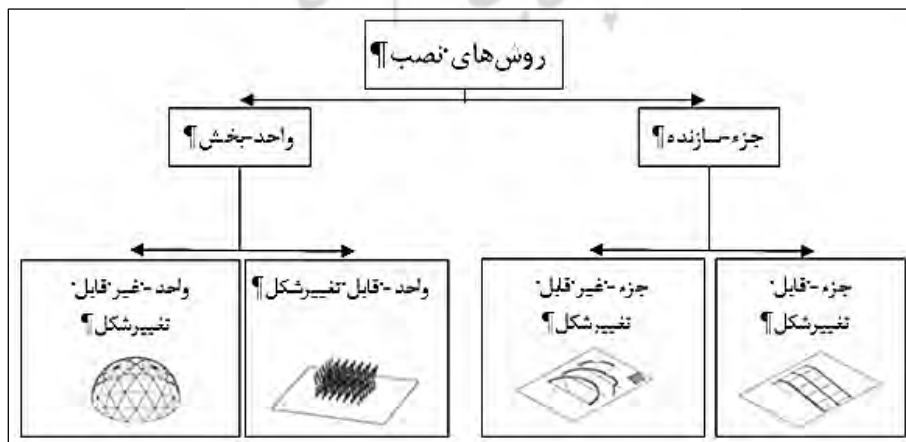 روش‌های نصب¶
جزء-سازنده¶
واحد-بخش¶
جزء - قابل
تغییرشکل¶
جزء - غیر قابل
تغییرشکل¶
واحد - قابل تغییرشکل¶
واحد - غیر قابل
تغییرشکل¶